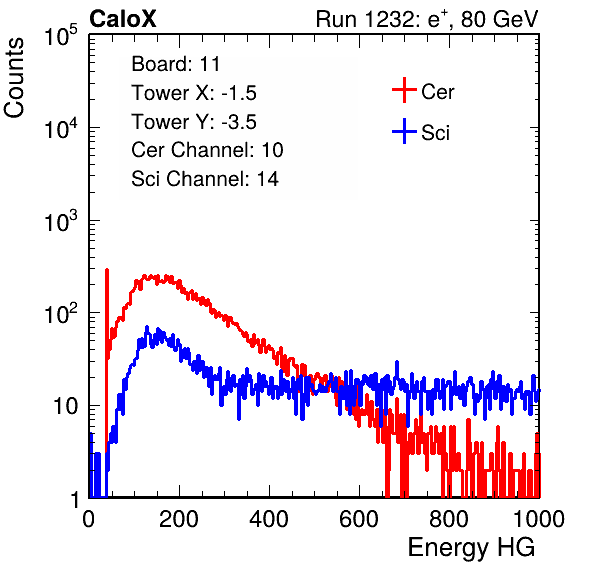 CaloX Run 1232: e⁺, 80 GeV
Counts
Board: 11
Tower X: -1.5
Tower Y: -3.5
Cer Channel: 10
Sci Channel: 14
Cer
Sci
10⁵
10⁴
10³
10²
10
1
0 200 400 600 800 1000
Energy HG